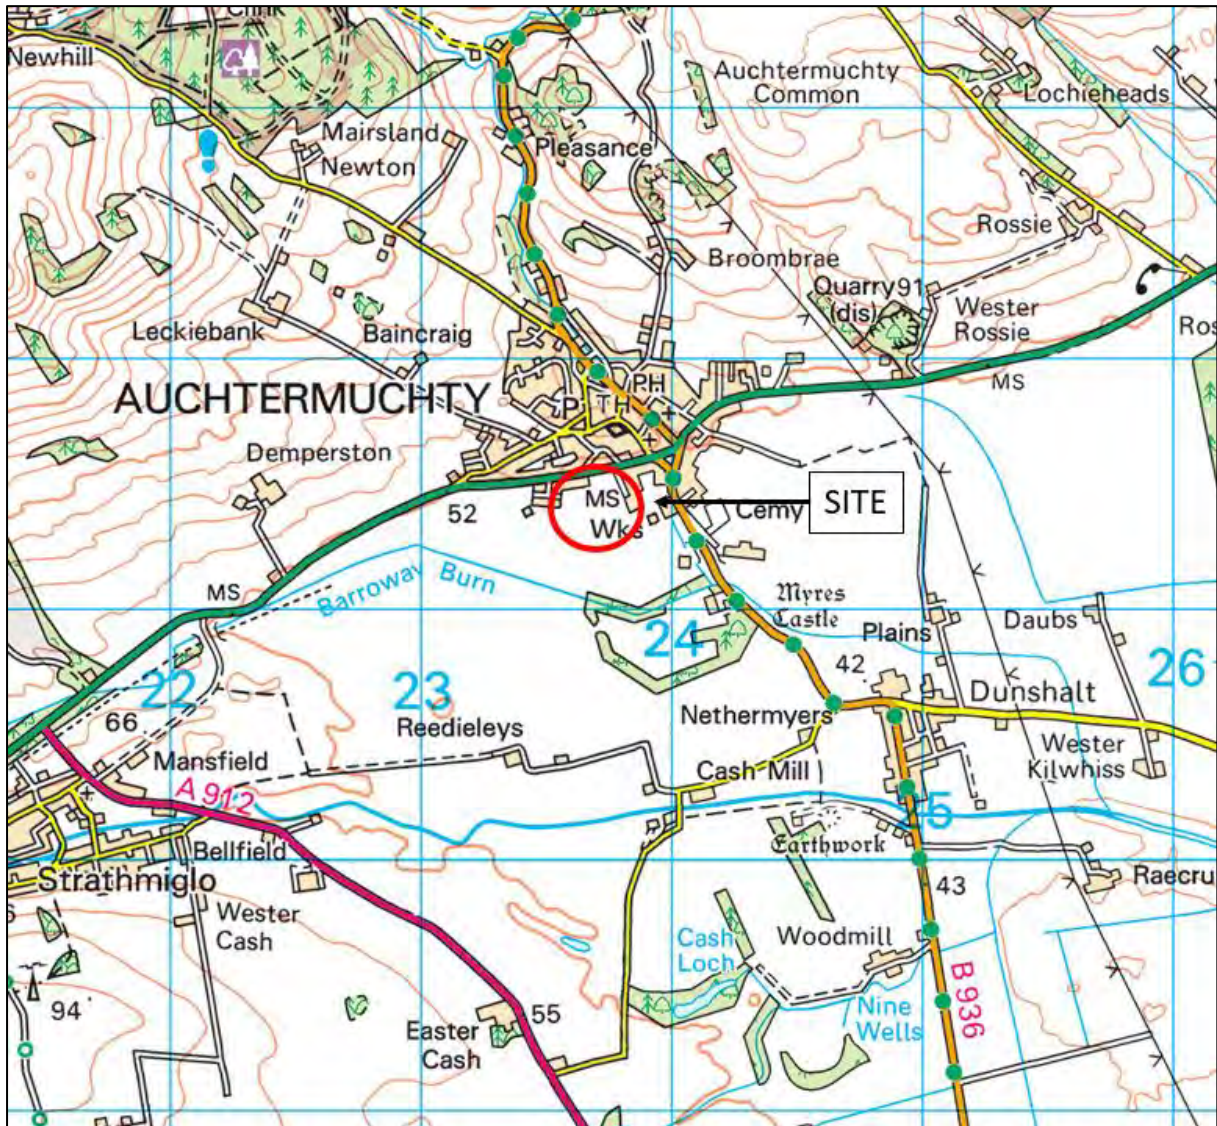 Newhill
Auchtermuchty
Common
Lochieheads
Mairsland
Newton
Pleasance
Rossie
Broombrae
Quarry 91
(dis)
Wester
Rossie
Leckiebank
Baincraig
MS
AUCHTERMUCHTY
PH
P
TH
Demperston
52
MS
Wks
Cemy
SITE
MS
Barroway Burn
Myres
Castle
Plains
Daubs
24
42
22
23
26
Dunshalt
66
Reedieleys
Nethermyers
Wester
Kilwhiss
Mansfield
A 912
Cash Mill
Bellfield
Earthwork
Strathmiglo
43
Raecru
Wester
Cash
Cash
Loch
Woodmill
94
Easter
Cash
55
Nine
Wells
B 936